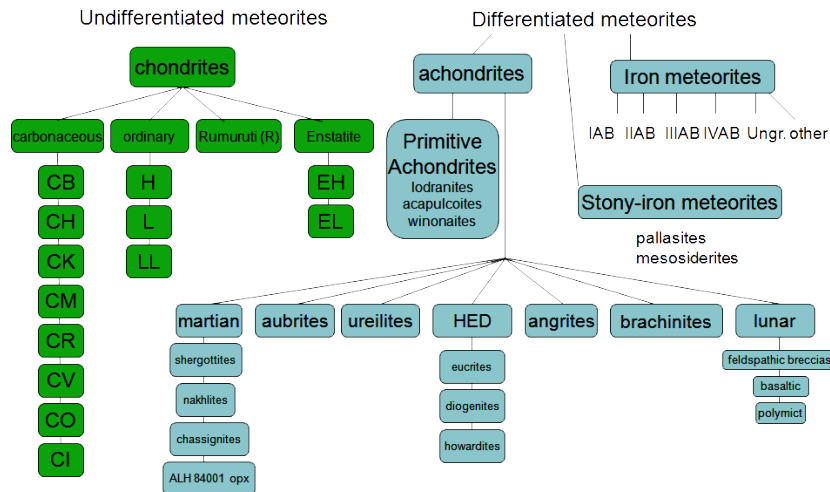 Undifferentiated meteorites
chondrites
carbonaceous
ordinary
Rumuruti (R)
Enstatite
CB
CH
CK
CM
CR
CV
CO
CI
H
L
LL
EH
EL
Differentiated meteorites
achondrites
Primitive
Achondrites
lodranites
acapulcoites
winonaites
Iron meteorites
IAB
IIAB
IIIAB
IVAB
Ungr.
other
Stony-iron meteorites
pallasites
mesosiderites
martian
shergottites
nakhlites
chassignites
ALH 84001 opx
aubrites
ureilites
HED
eucrites
diogenites
howardites
angrites
brachinites
lunar
feldspathic breccias
basaltic
polymict